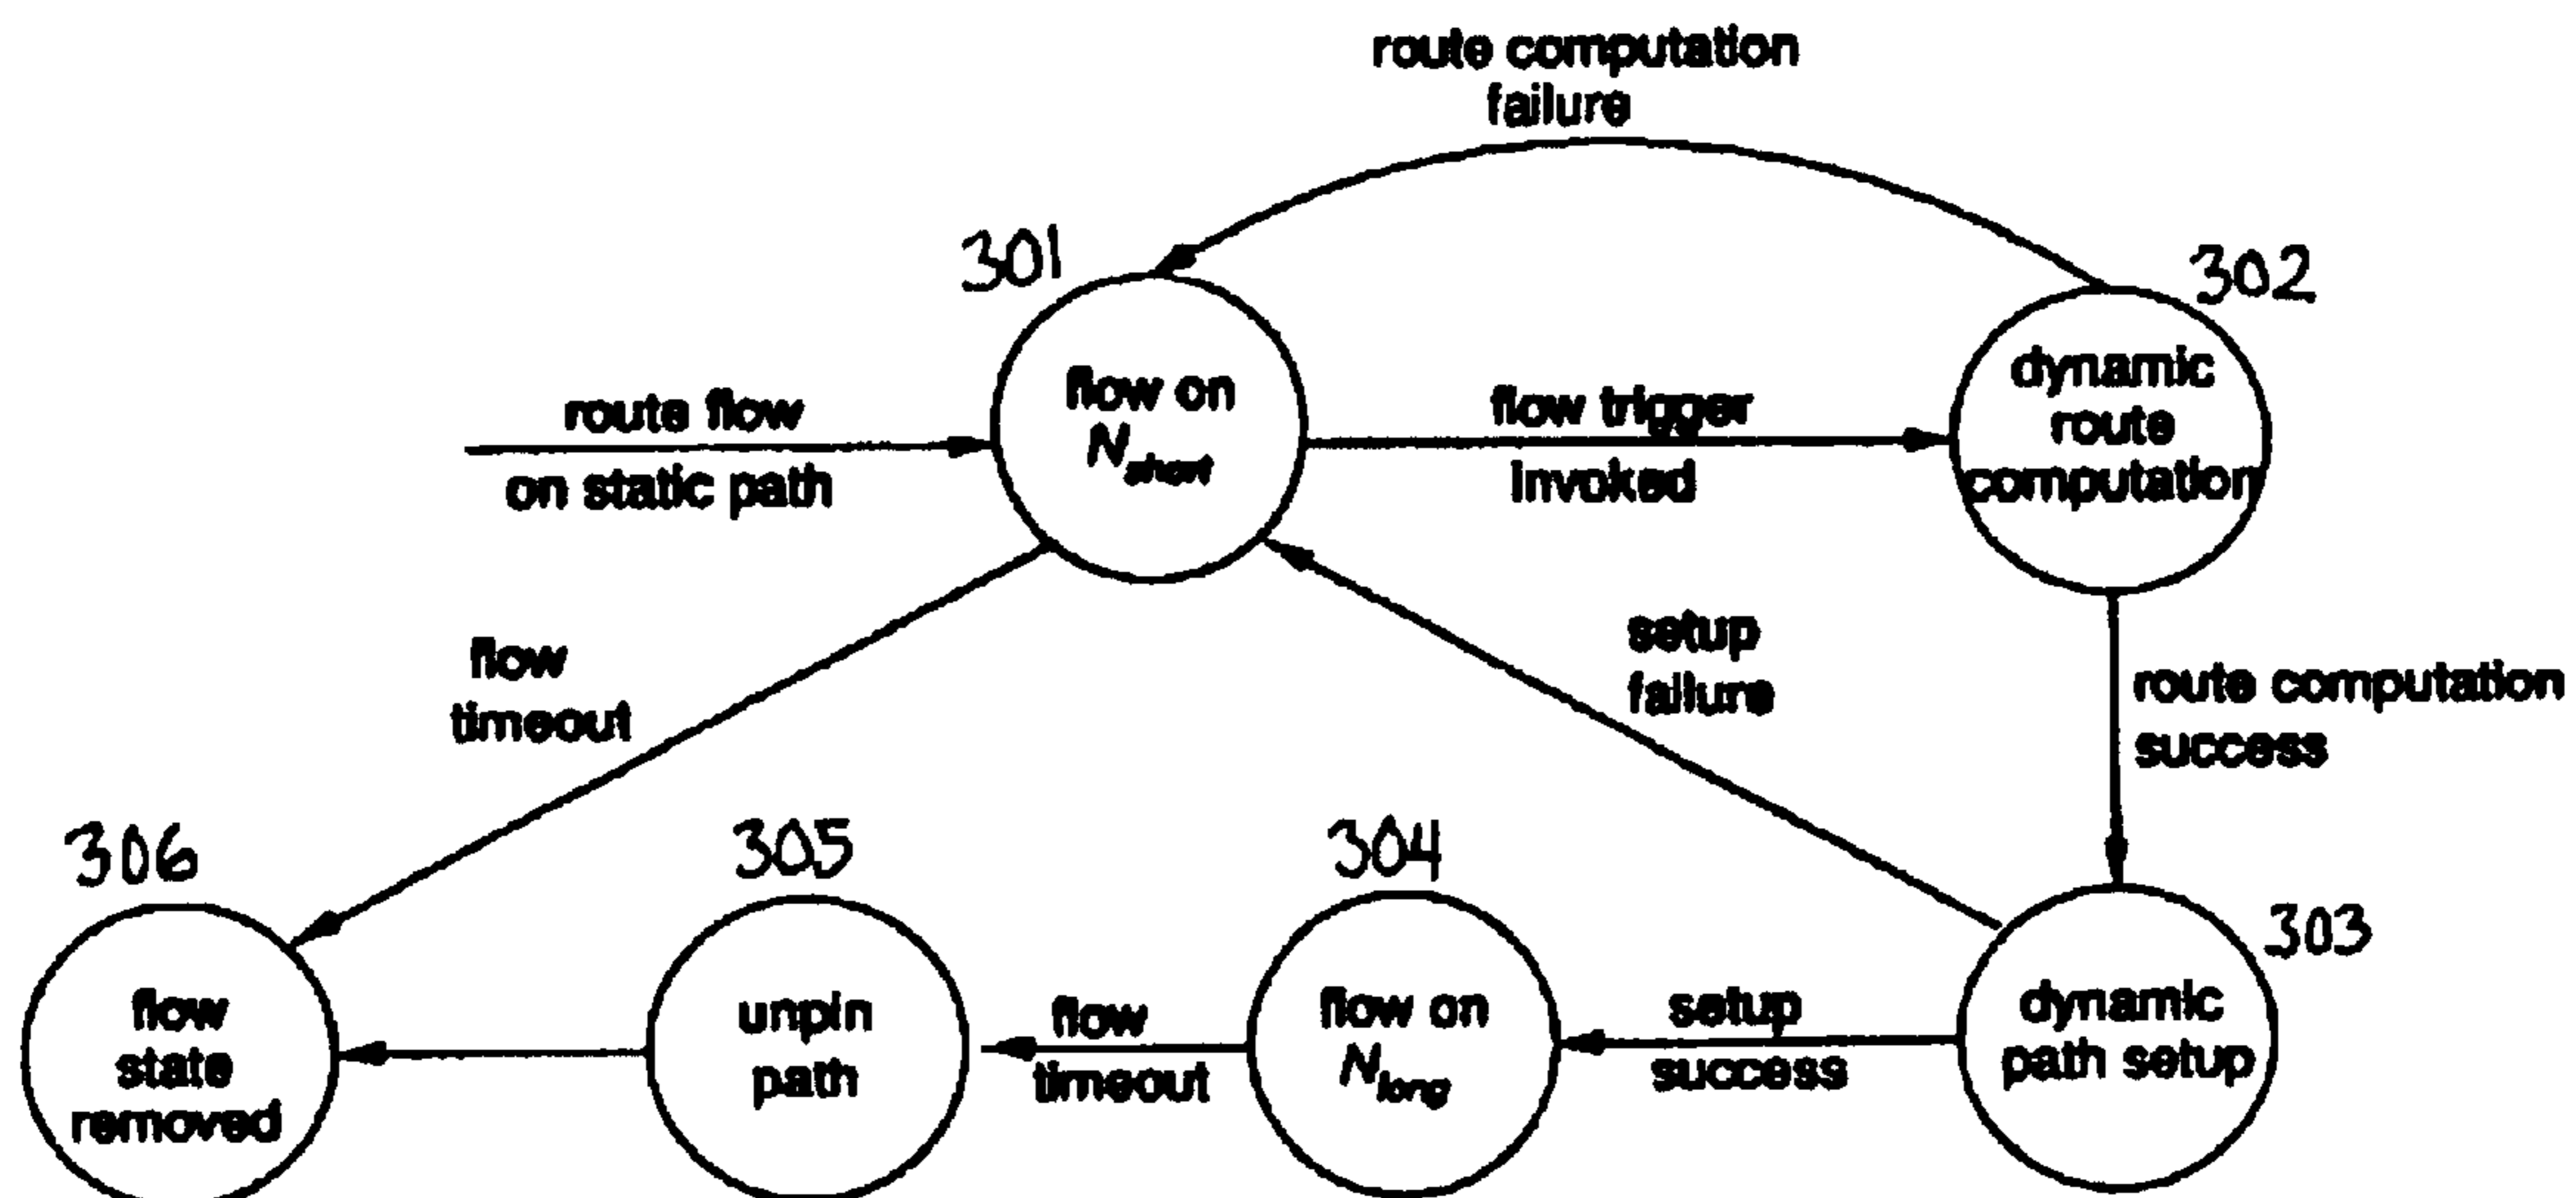 route computation
failure
301
302
flow on
N_short
dynamic
route
computation
route flow
on static path
flow trigger
invoked
flow
timeout
setup
failure
route computation
success
306
305
304
303
flow
state
removed
unpin
path
flow
timeout
flow on
N_long
setup
success
dynamic
path setup